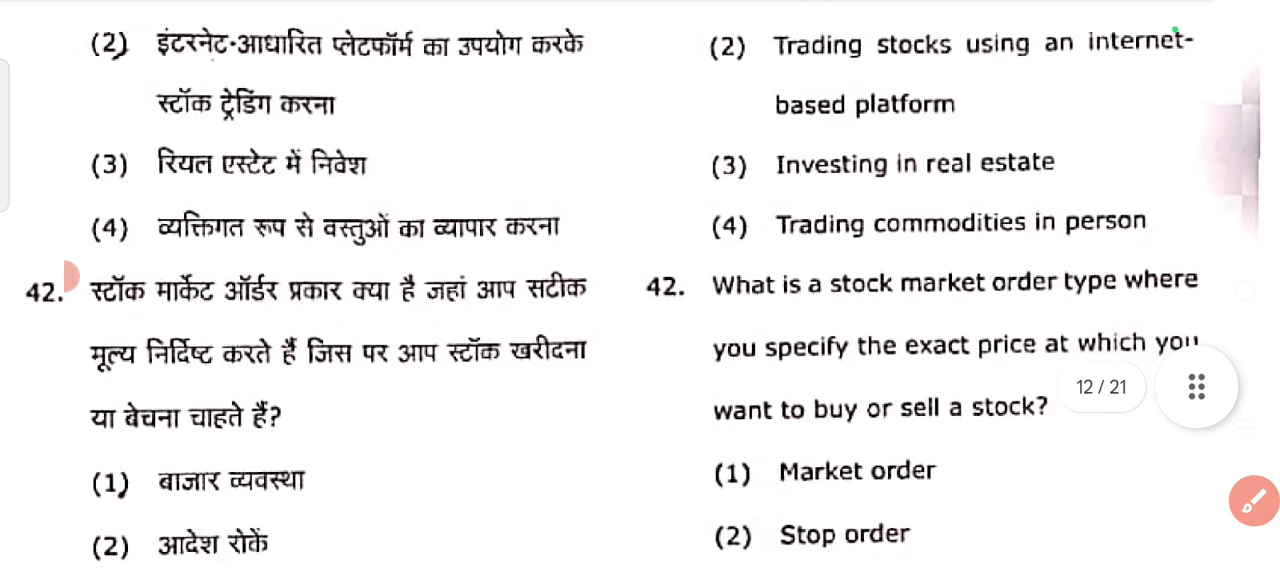 (2) इंटरनेट-आधारित प्लेटफॉर्म का उपयोग करके
स्टॉक ट्रेडिंग करना
(3) रियल एस्टेट में निवेश
(4) व्यक्तिगत रूप से वस्तुओं का व्यापार करना
42. स्टॉक मार्केट ऑर्डर प्रकार क्या है जहां आप सटीक
मूल्य निर्दिष्ट करते हैं जिस पर आप स्टॉक खरीदना
या बेचना चाहते हैं?
(1) बाजार व्यवस्था
(2) आदेश रोकें
(2) Trading stocks using an internet-
based platform
(3) Investing in real estate
(4) Trading commodities in person
42. What is a stock market order type where
you specify the exact price at which you
want to buy or sell a stock?
(1) Market order
(2) Stop order
12 / 21